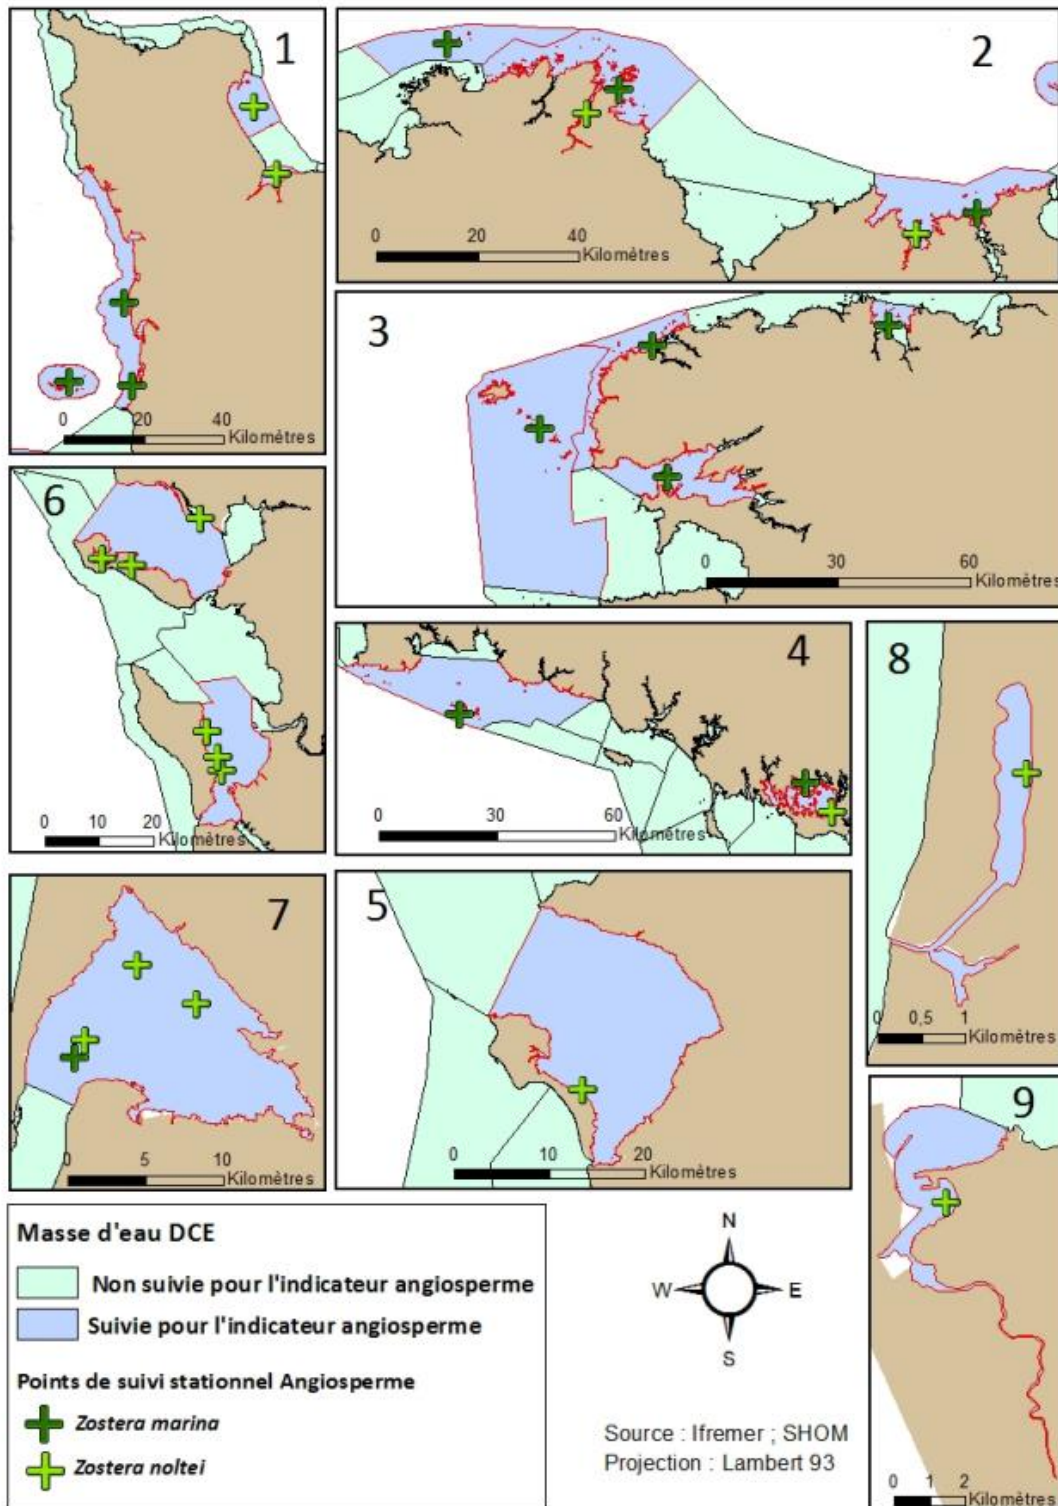 1
0 20 40
Kilomètres
2
0 20 40
Kilomètres
3
0 30 60
Kilomètres
6
0 10 20
Kilomètres
4
0 30 60
Kilomètres
8
0 0,5 1
Kilomètres
7
0 5 10
Kilomètres
5
0 10 20
Kilomètres
9
0 1 2
Kilomètres
Masse d'eau DCE
Non suivie pour l'indicateur angiosperme
Suivie pour l'indicateur angiosperme
Points de suivi stationnel Angiosperme
Zostera marina
Zostera noltei
N
W E
S
Source : Ifremer ; SHOM
Projection : Lambert 93